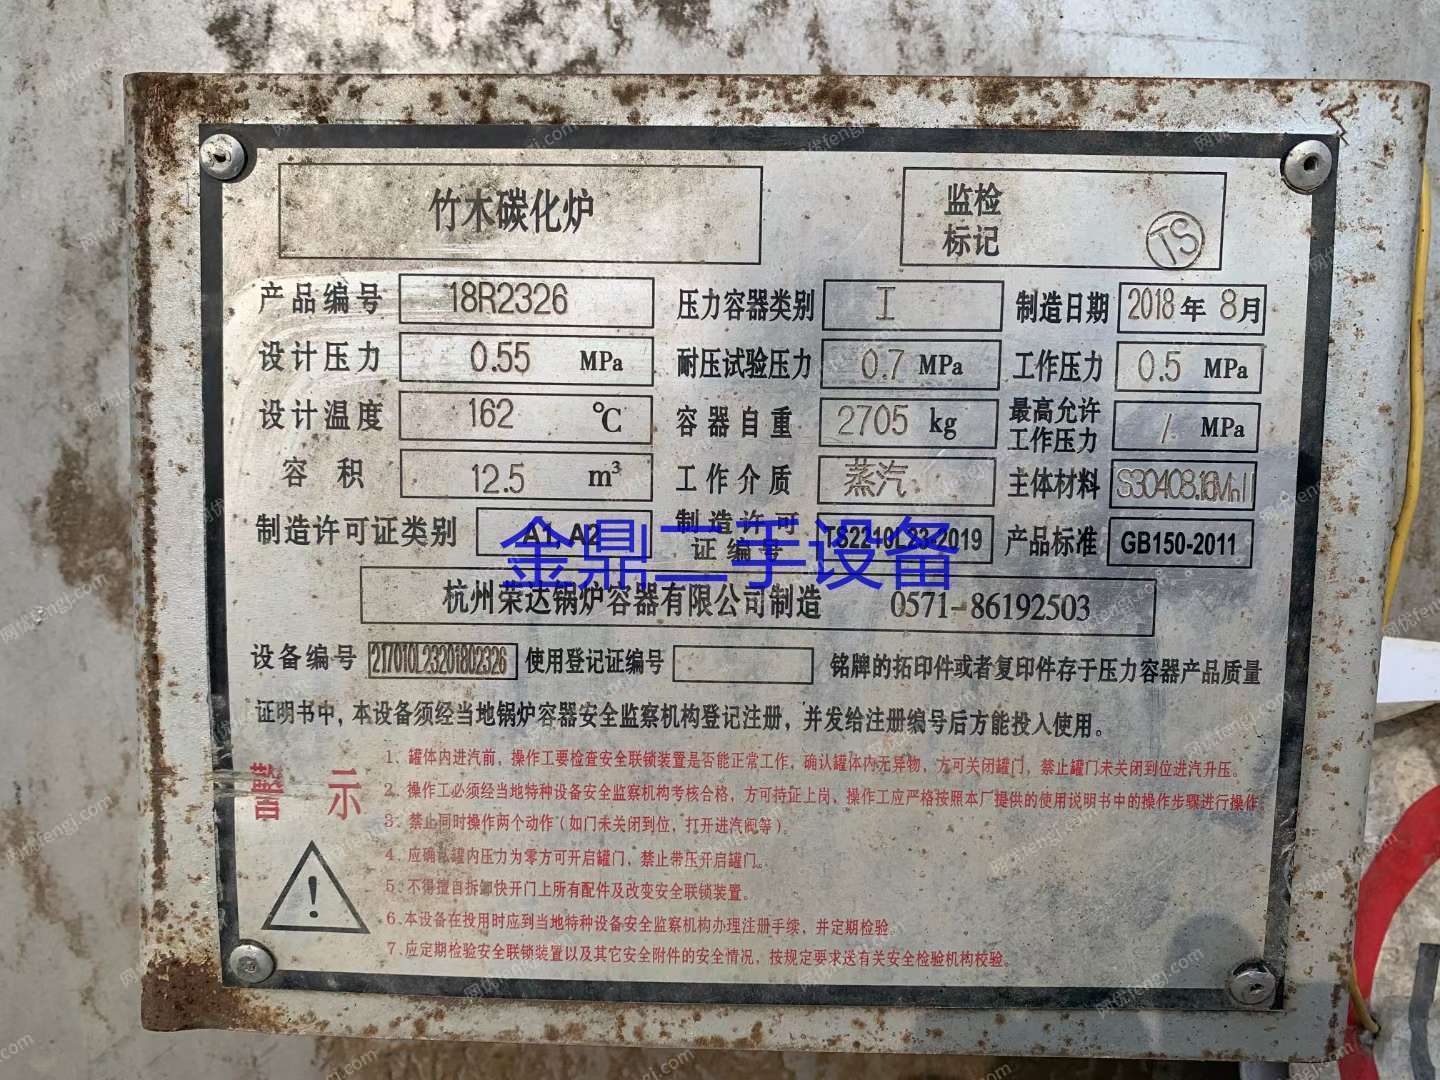 竹木碳化炉
监检
标记
TS
产品编号 18R2326 压力容器类别 I 制造日期 2018年8月
设计压力 0.55 MPa 耐压试验压力 0.7 MPa 工作压力 0.5 MPa
设计温度 162 ℃ 容器自重 2705 kg 最高允许工作压力 / MPa
容积 12.5 m³ 工作介质 蒸汽 主体材料 S30408.16MnII
制造许可证类别 A1、A2 制造许可证编号 产品标准 GB150-2011
金鼎二手设备
杭州荣达锅炉容器有限公司制造 0571-86192503
设备编号 217010L23201802326 使用登记证编号 铭牌的拓印件或者复印件存于压力容器产品质量
证明书中,本设备须经当地锅炉容器安全监察机构登记注册,并发给注册编号后方能投入使用。
警示
1、罐体内进汽前,操作工要检查安全联锁装置是否能正常工作,确认罐体内无异物,方可关闭罐门,禁止罐门未关闭到位进汽升压。
2、操作工必须经当地特种设备安全监察机构考核合格,方可持证上岗,操作工应严格按照本厂提供的使用说明书中的操作步骤进行操作。
3、禁止同时操作两个动作(如门未关闭到位,打开进汽阀等)。
4、应确认罐内压力为零方可开启罐门,禁止带压开启罐门。
5、不得擅自拆卸快开门上所有配件及改变安全联锁装置。
6、本设备在投用时应到当地特种设备安全监察机构办理注册手续,并定期检验。
7、应定期检验安全联锁装置以及其它安全附件的安全情况,按规定要求送有关安全检验机构校验。